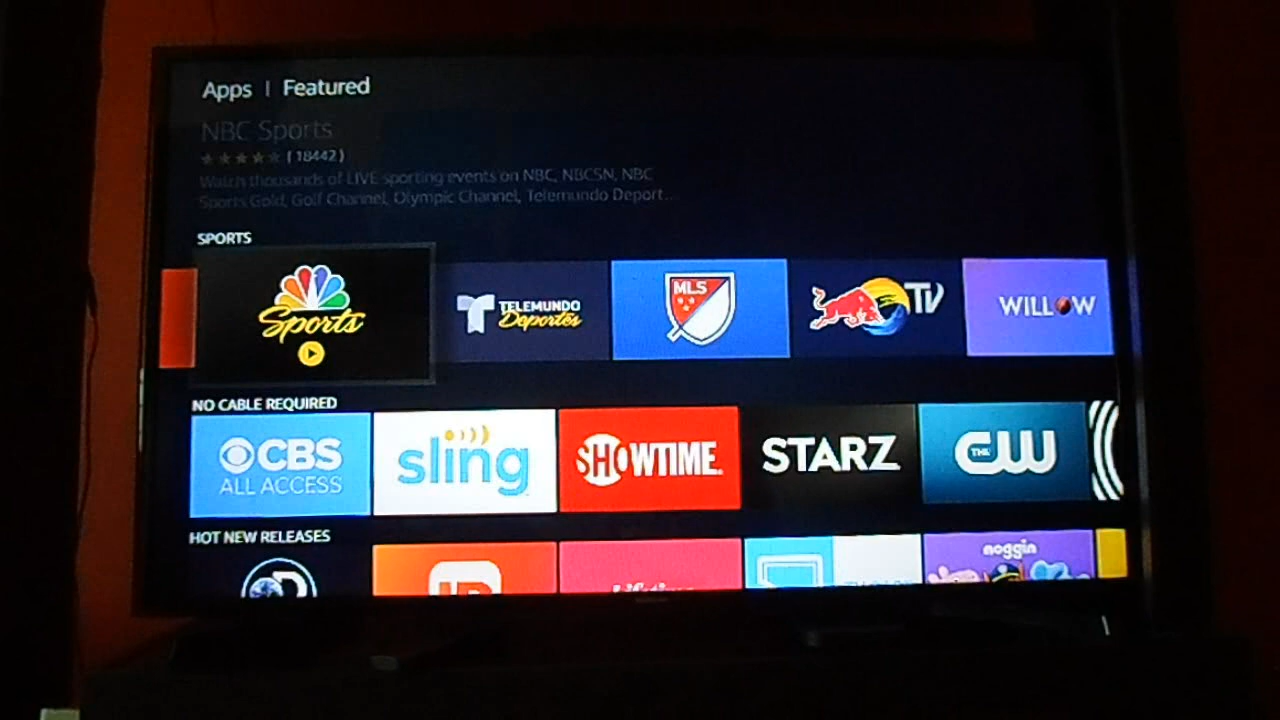 Apps | Featured
NBC Sports
(18442)
Watch thousands of LIVE sporting events on NBC, NBCSN, NBC
Sports Gold, Golf Channel, Olympic Channel, Telemundo Deport...
SPORTS
Sports
TELEMUNDO
Deportes
MLS
TV
WILLOW
NO CABLE REQUIRED
CBS
ALL ACCESS
sling
SHOWTIME
STARZ
THE CW
HOT NEW RELEASES
D
ID
noggin